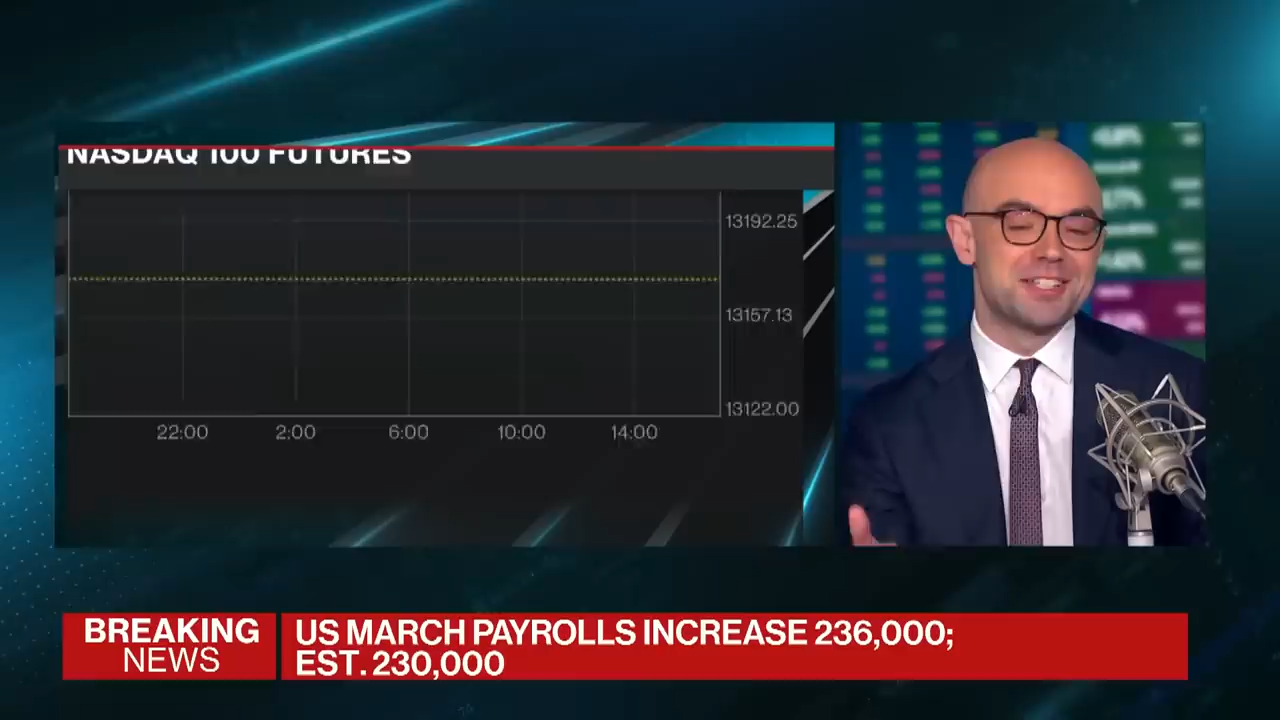 NASDAQ 100 FUTURES
13192.25
13157.13
13122.00
22:00 2:00 6:00 10:00 14:00
BREAKING
NEWS
US MARCH PAYROLLS INCREASE 236,000;
EST. 230,000